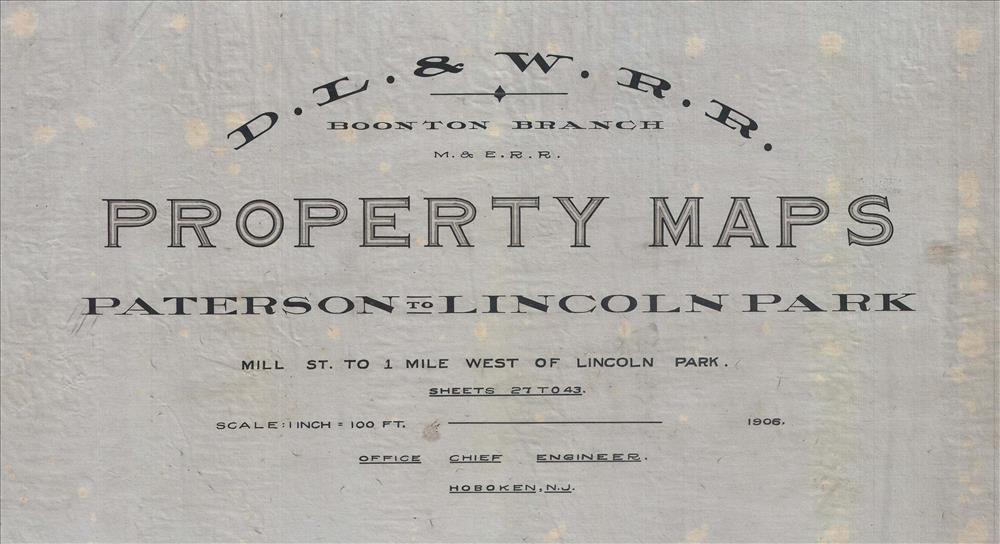 D. L. & W. R. R.
BOONTON BRANCH
M. & E. R. R.
PROPERTY MAPS
PATERSON TO LINCOLN PARK
MILL ST. TO 1 MILE WEST OF LINCOLN PARK.
SHEETS 27 TO 43.
SCALE: 1 INCH = 100 FT. 1906.
OFFICE CHIEF ENGINEER.
HOBOKEN, N.J.